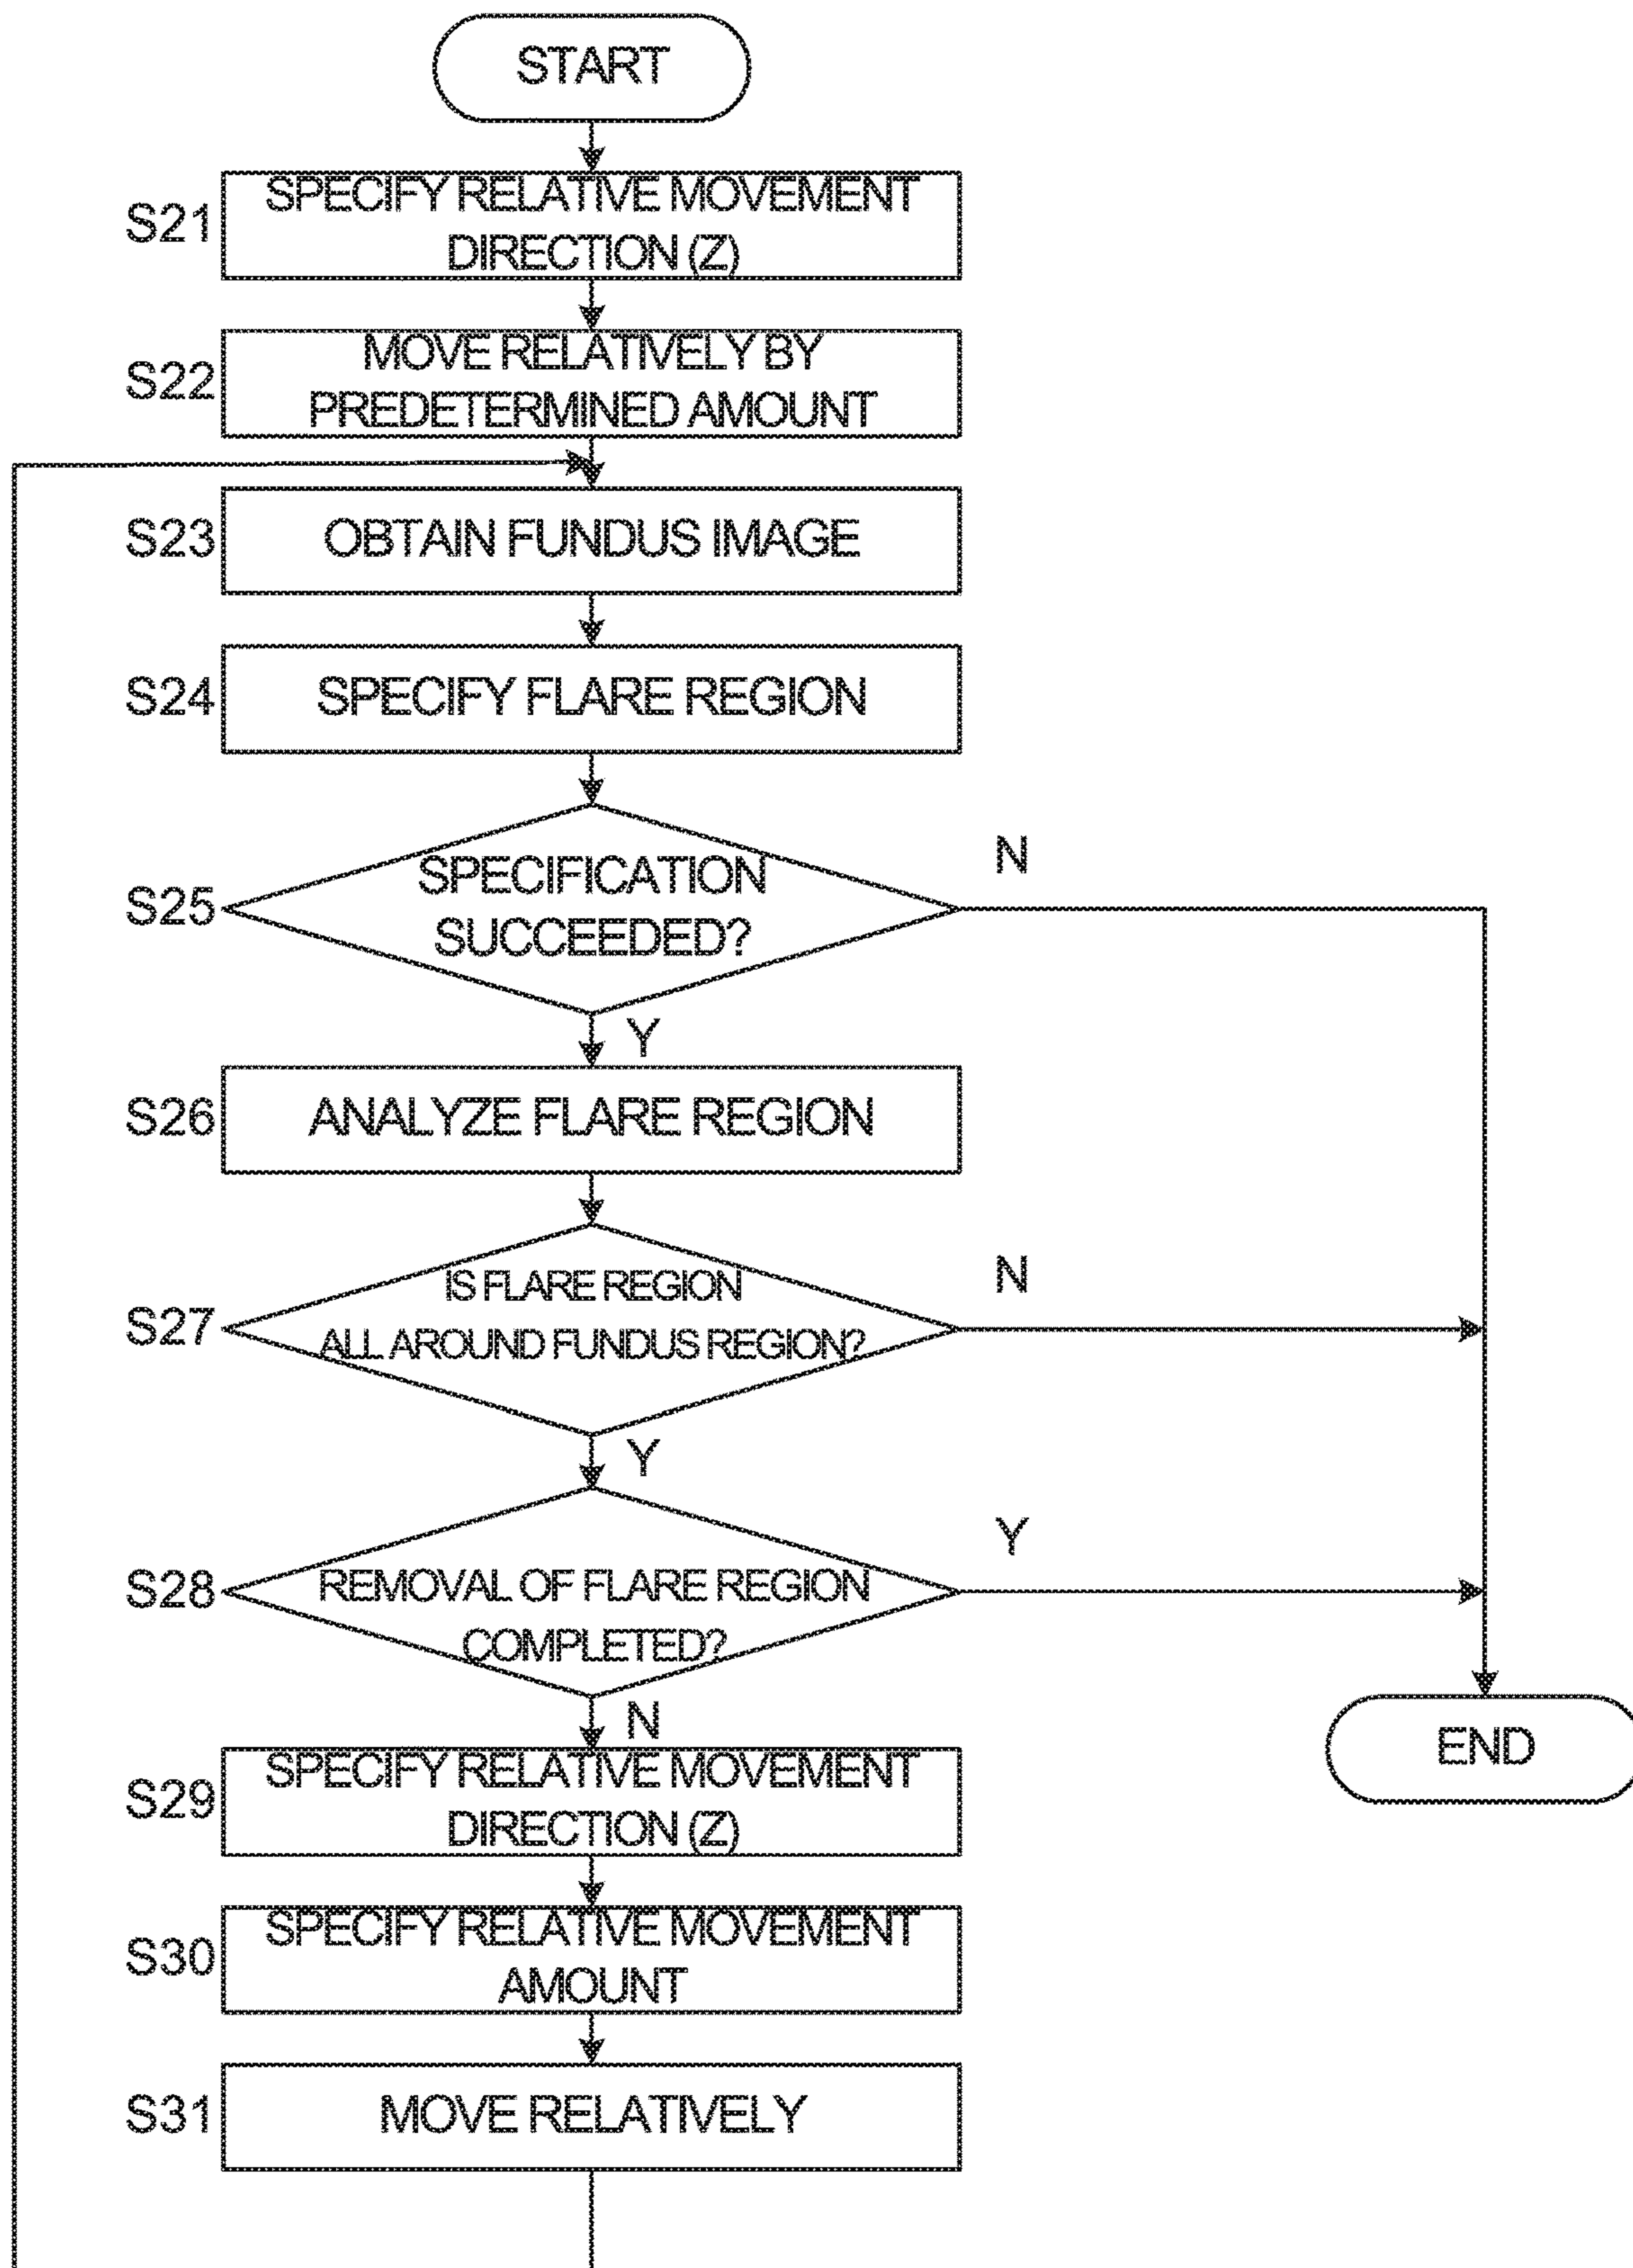 START
S21
SPECIFY RELATIVE MOVEMENT
DIRECTION (Z)
S22
MOVE RELATIVELY BY
PREDETERMINED AMOUNT
S23
OBTAIN FUNDUS IMAGE
S24
SPECIFY FLARE REGION
S25
SPECIFICATION
SUCCEEDED?
N
Y
S26
ANALYZE FLARE REGION
S27
IS FLARE REGION
ALL AROUND FUNDUS REGION?
N
Y
S28
REMOVAL OF FLARE REGION
COMPLETED?
Y
N
END
S29
SPECIFY RELATIVE MOVEMENT
DIRECTION (Z)
S30
SPECIFY RELATIVE MOVEMENT
AMOUNT
S31
MOVE RELATIVELY